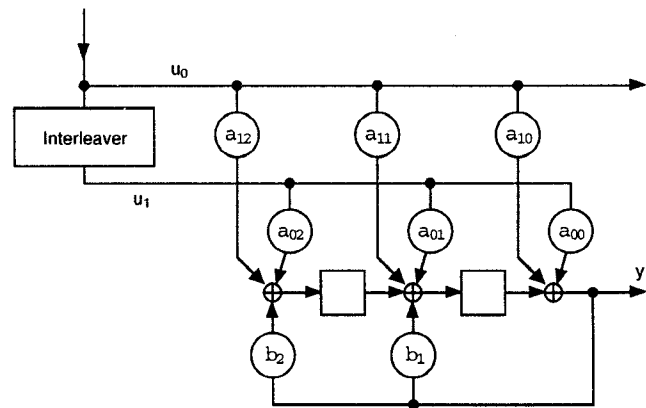 u₀
Interleaver
a₁₂ a₁₁ a₁₀
u₁
a₀₂ a₀₁ a₀₀
y
b₂ b₁